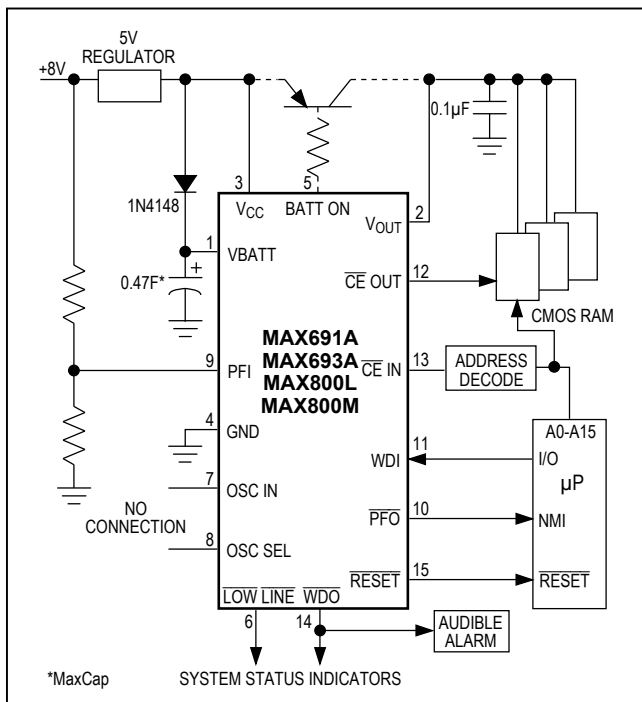 5V
REGULATOR
+8V
0.1µF
3
5
1N4148
VCC
BATT ON
VOUT
2
1
VBATT
0.47F*
+
CE OUT
12
CMOS RAM
MAX691A
MAX693A
MAX800L
MAX800M
9
PFI
CE IN
13
ADDRESS
DECODE
4
GND
A0-A15
11
WDI
I/O
µP
7
OSC IN
NO
CONNECTION
PFO
10
NMI
8
OSC SEL
RESET
15
RESET
LOW LINE
WDO
6
14
AUDIBLE
ALARM
*MaxCap
SYSTEM STATUS INDICATORS